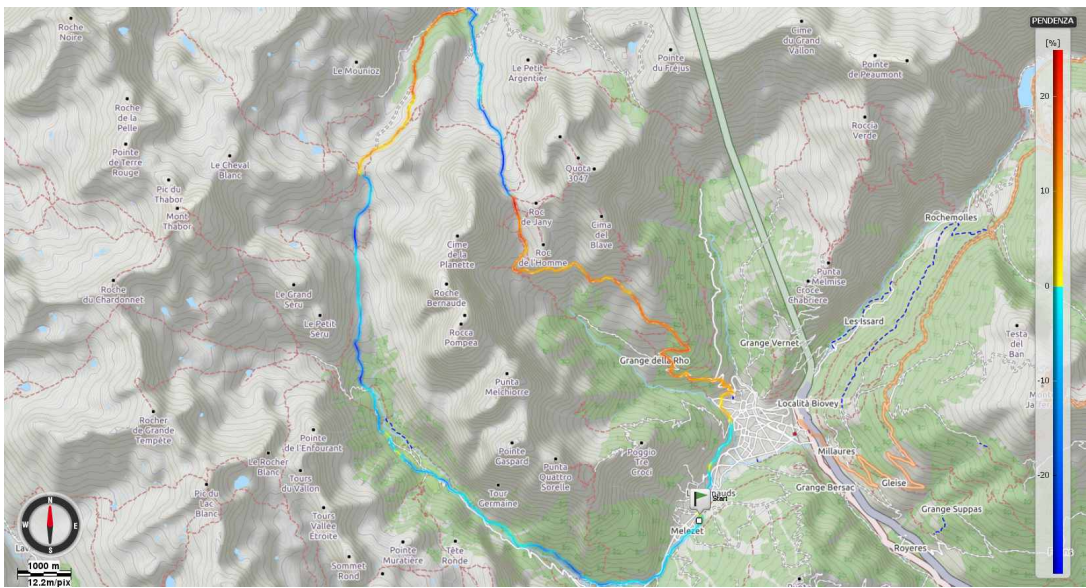 PENDENZA
[%]
20
10
0
-10
-20
Roche
Noire
Le Mounioz
Le Petit
Argentier
Pointe
du Fréjus
Cime
du Grand
Vallon
Pointe
de Peaumont
Roche
de la
Pelle
Pointe
de Terre
Rouge
Le Cheval
Blanc
Quota
3047
Roccia
Verde
Pic du
Thabor
Mont
Thabor
Roc
de Jany
Cima
del
Blave
Rochemolles
Cime
de la
Planette
Roc
de l'Homme
Punta
Melmise
Croce
Chabiere
Roche
du Chardonnet
Le Grand
Séru
Roche
Bernaude
Le Petit
Séru
Rocca
Pompea
Les Issard
Grange Vernet
Testa
del
Ban
Grange della Rho
Punta
Melchiorre
Località Biovey
Rocher
de Grande
Tempête
Pointe
de l'Enfourant
Pointe
Gaspard
Poggio
Tre
Croci
Millaures
Le Rocher
Blanc
Tours
du Vallon
Punta
Quattro
Sorelle
Grange Bersac
Gleise
Pic du
Lac
Blanc
Tour
Germaine
Start
Grange Suppas
Tours
Vallée
Étroite
Melezet
Pointe
Muratière
Tête
Ronde
Royeres
Sommet
Rond
N
W
E
S
1000 m
12.2m/pix